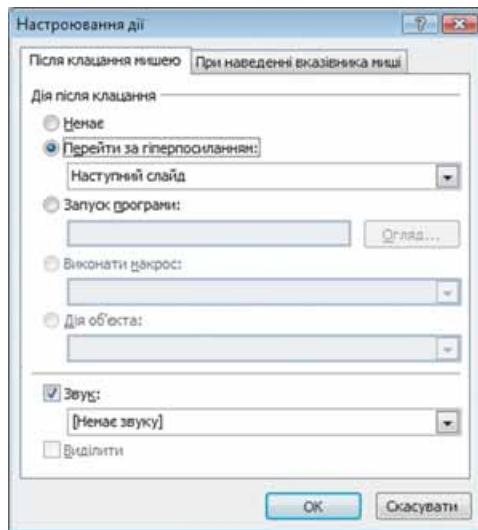 Настроювання дії
Після клацання мишею При наведенні вказівника миші
Дія після клацання
Немає
Перейти за гіперпосиланням:
Наступний слайд
Запуск програми:
Огляд...
Виконати макрос:
Дія об'єкта:
Звук:
[Немає звуку]
Виділити
ОК Скасувати